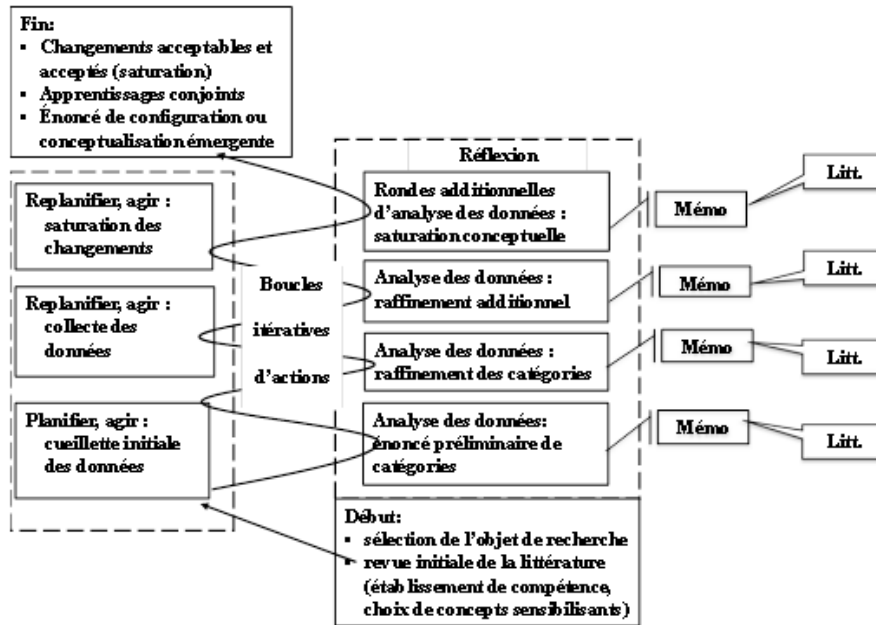 Fin:
▪ Changements acceptables et
acceptés (saturation)
▪ Apprentissages conjoints
▪ Énoncé de configuration ou
conceptualisation émergente
Réflexion
Replanifier, agir :
saturation des
changements
Rondes additionnelles
d'analyse des données :
saturation conceptuelle
Mémo
Litt.
Boucles
itératives
d'actions
Analyse des données :
raffinement additionnel
Mémo
Litt.
Replanifier, agir :
collecte des
données
Analyse des données :
raffinement des catégories
Mémo
Litt.
Planifier, agir :
cueillette initiale
des données
Analyse des données:
énoncé préliminaire de
catégories
Mémo
Litt.
Début:
▪ sélection de l'objet de recherche
▪ revue initiale de la littérature
(établissement de compétence,
choix de concepts sensibilisants)